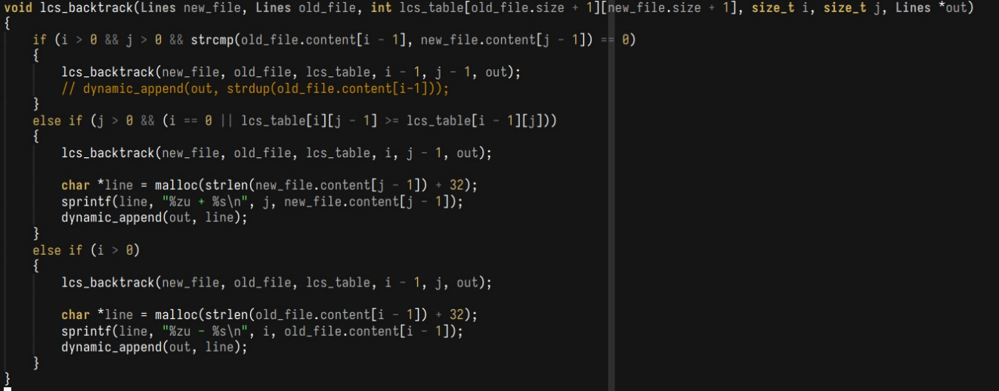 void lcs_backtrack(Lines new_file, Lines old_file, int lcs_table[old_file.size + 1][new_file.size + 1], size_t i, size_t j, Lines *out)
{
    if (i > 0 && j > 0 && strcmp(old_file.content[i - 1], new_file.content[j - 1]) == 0)
    {
        lcs_backtrack(new_file, old_file, lcs_table, i - 1, j - 1, out);
        // dynamic_append(out, strdup(old_file.content[i-1]));
    }
    else if (j > 0 && (i == 0 || lcs_table[i][j - 1] >= lcs_table[i - 1][j]))
    {
        lcs_backtrack(new_file, old_file, lcs_table, i, j - 1, out);

        char *line = malloc(strlen(new_file.content[j - 1]) + 32);
        sprintf(line, "%zu + %s\n", j, new_file.content[j - 1]);
        dynamic_append(out, line);
    }
    else if (i > 0)
    {
        lcs_backtrack(new_file, old_file, lcs_table, i - 1, j, out);

        char *line = malloc(strlen(old_file.content[i - 1]) + 32);
        sprintf(line, "%zu - %s\n", i, old_file.content[i - 1]);
        dynamic_append(out, line);
    }
}